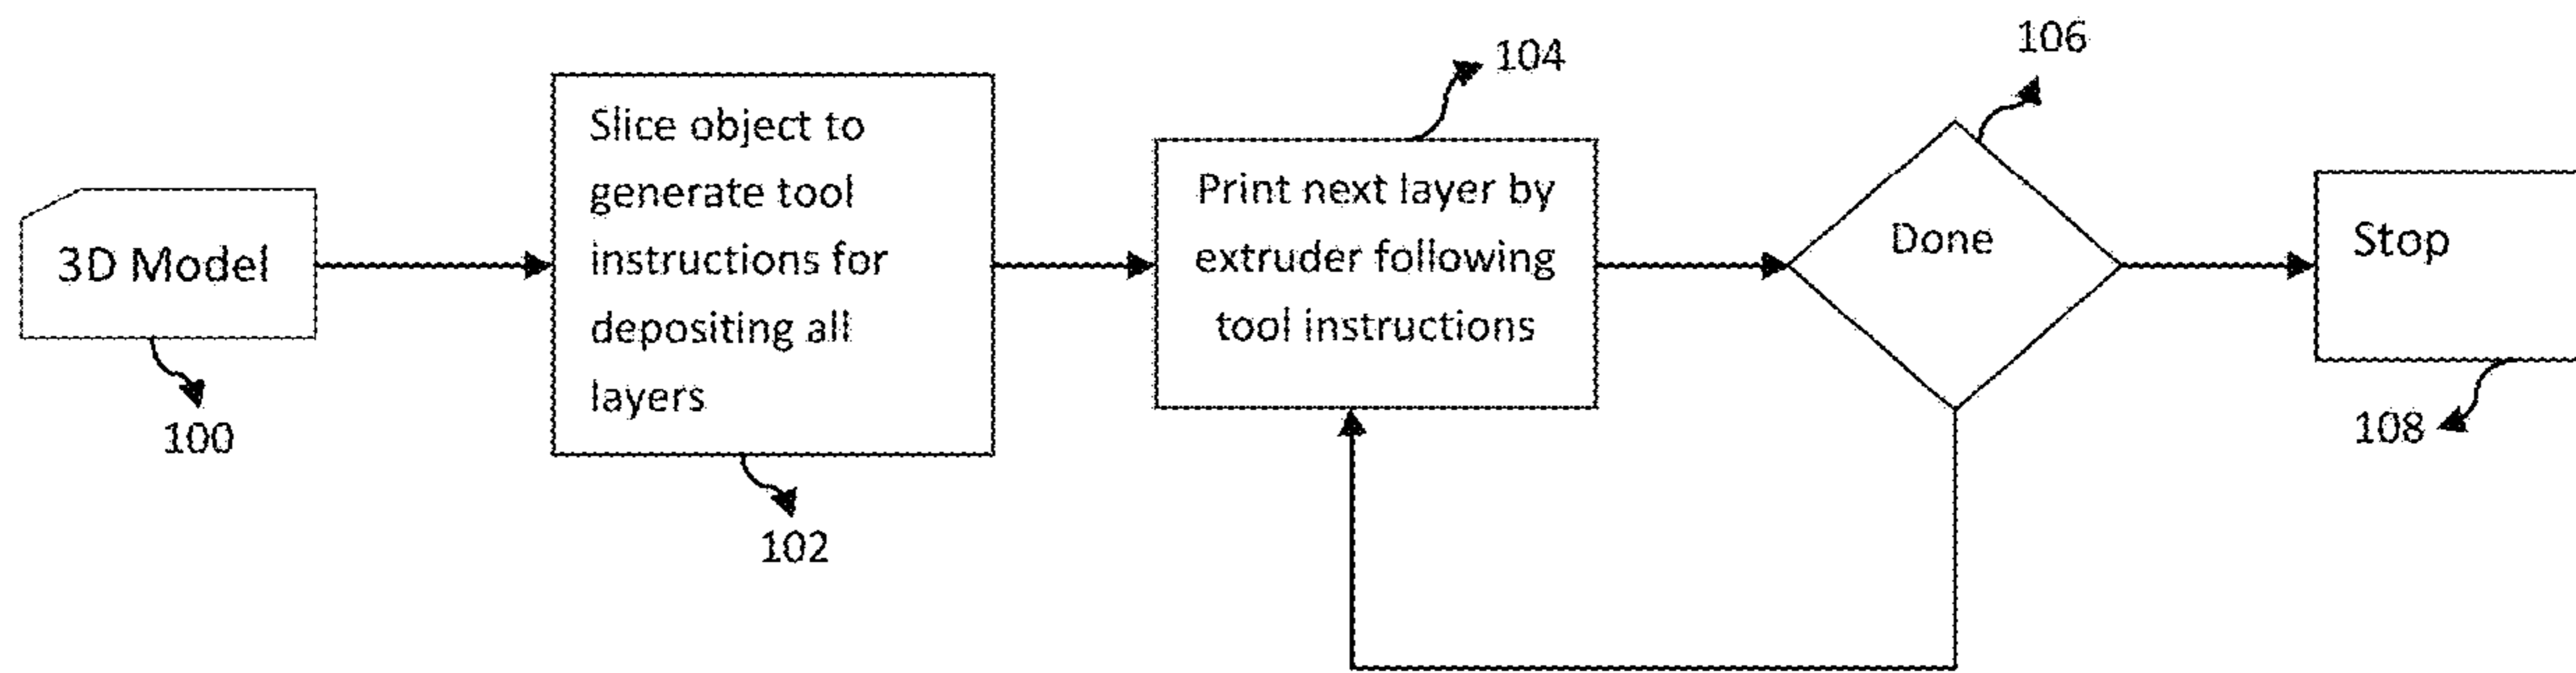 3D Model
100
Slice object to
generate tool
instructions for
depositing all
layers
102
104
Print next layer by
extruder following
tool instructions
106
Done
Stop
108